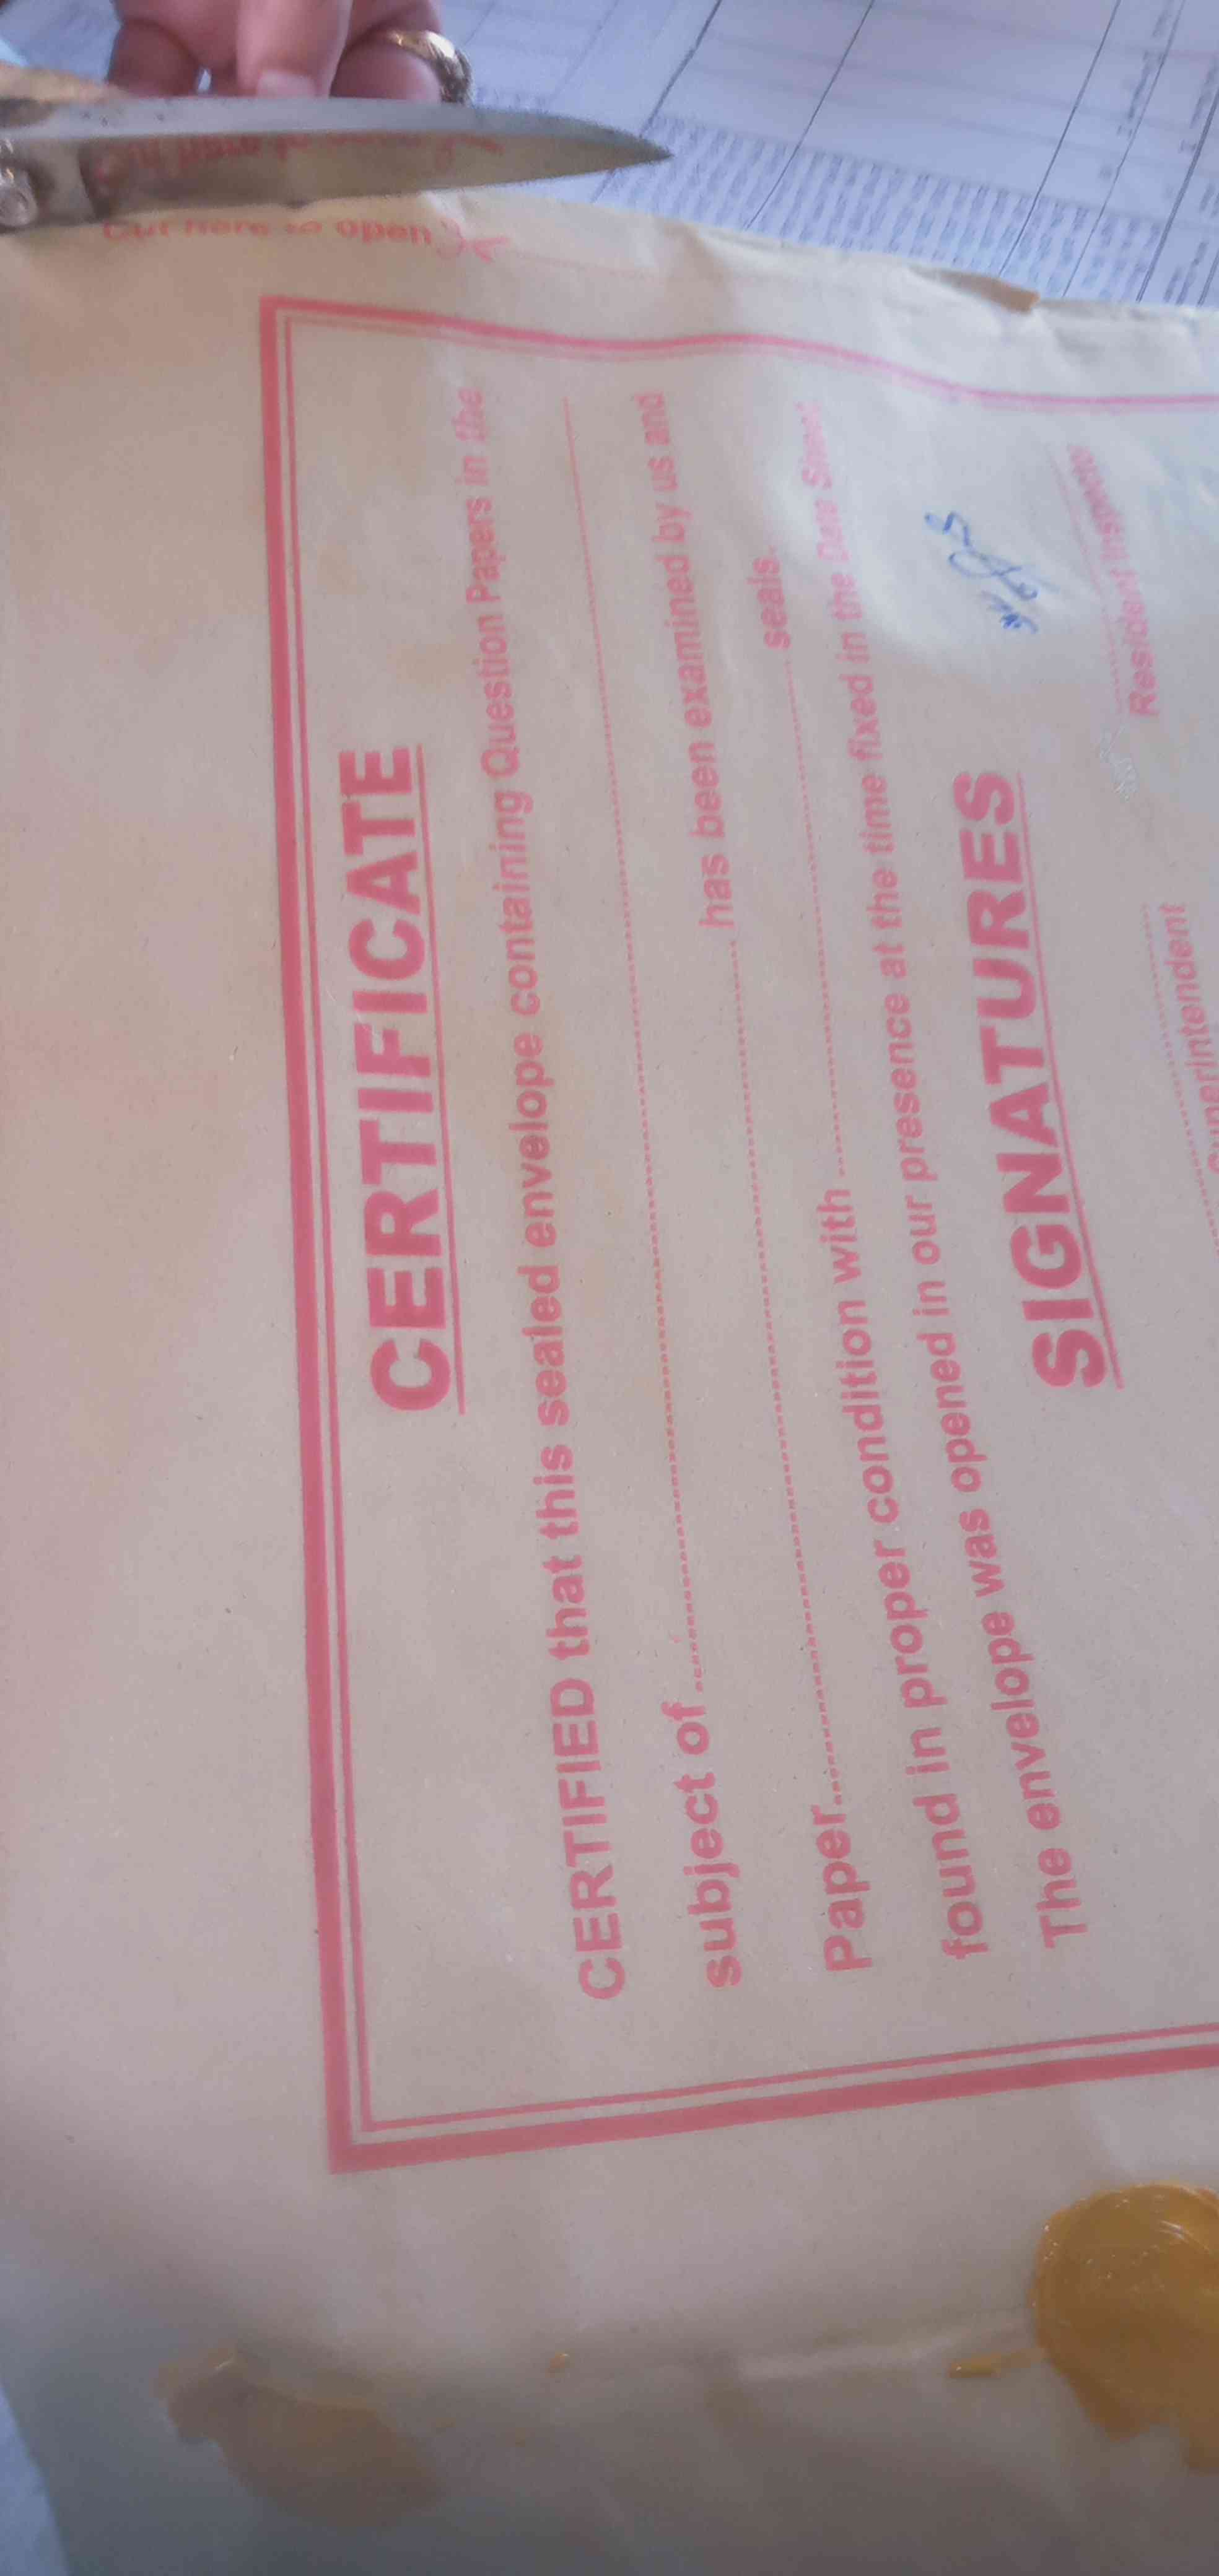 Cut here to open
CERTIFICATE
CERTIFIED that this sealed envelope containing Question Papers in the
subject of ........................................
Paper........................................ has been examined by us and
found in proper condition with ........................................ seals.
The envelope was opened in our presence at the time fixed in the Date Sheet
SIGNATURES
Superintendent
Resident Inspector